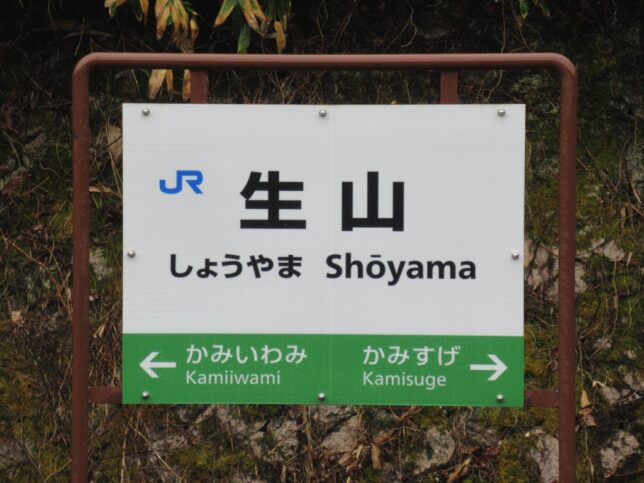 JR 生山
しょうやま Shōyama
← かみいわみ かみすげ →
Kamiiwami Kamisuge